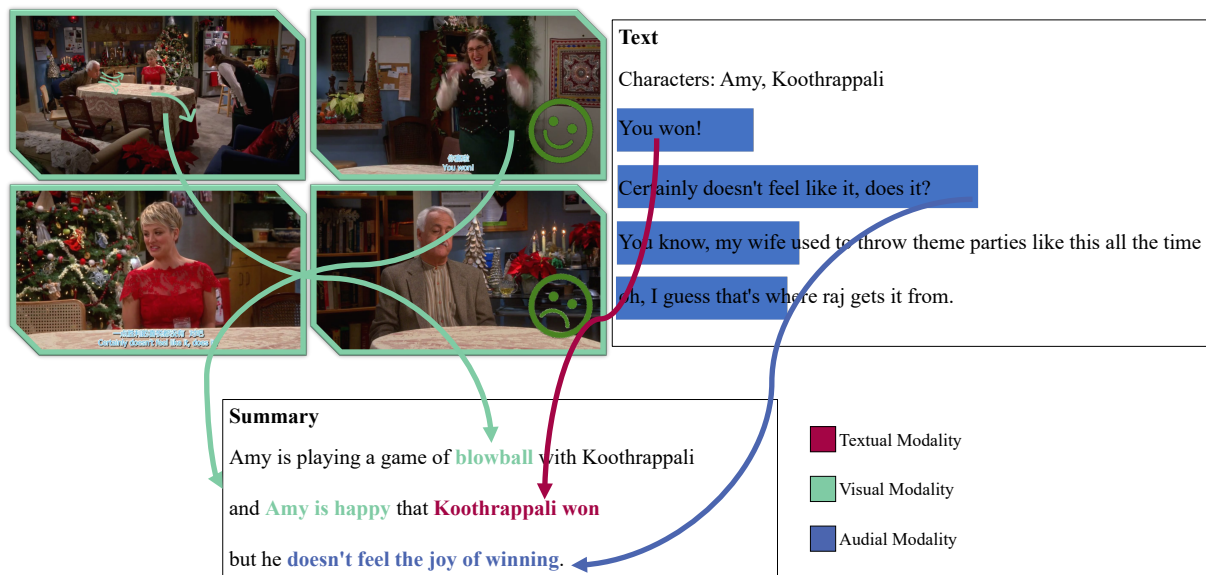 You won!
Certainly doesn't feel like it, does it?
Text
Characters: Amy, Koothrappali
You won!
Certainly doesn't feel like it, does it?
You know, my wife used to throw theme parties like this all the time
oh, I guess that's where raj gets it from.
Summary
Amy is playing a game of blowball with Koothrappali
and Amy is happy that Koothrappali won
but he doesn't feel the joy of winning.
Textual Modality
Visual Modality
Audial Modality